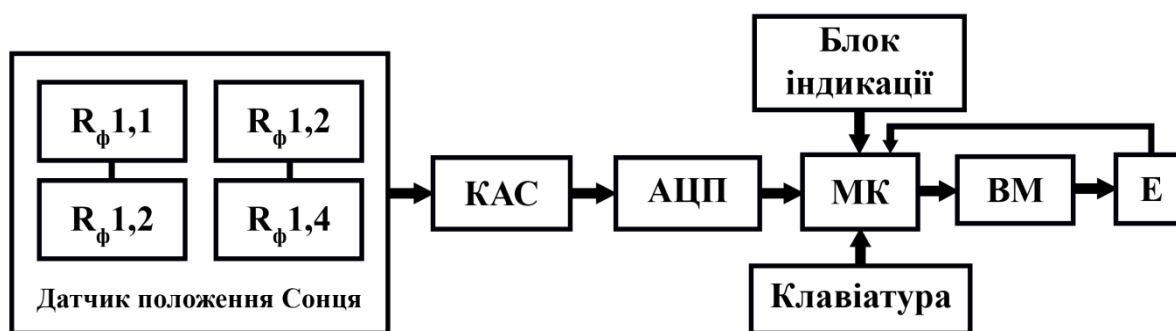 Блок
індикації
Rф1,1
Rф1,2
Rф1,2
Rф1,4
КАС
АЦП
МК
ВМ
Е
Датчик положення Сонця
Клавіатура